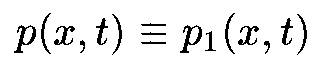 p(x, t) ≡ p₁(x, t)